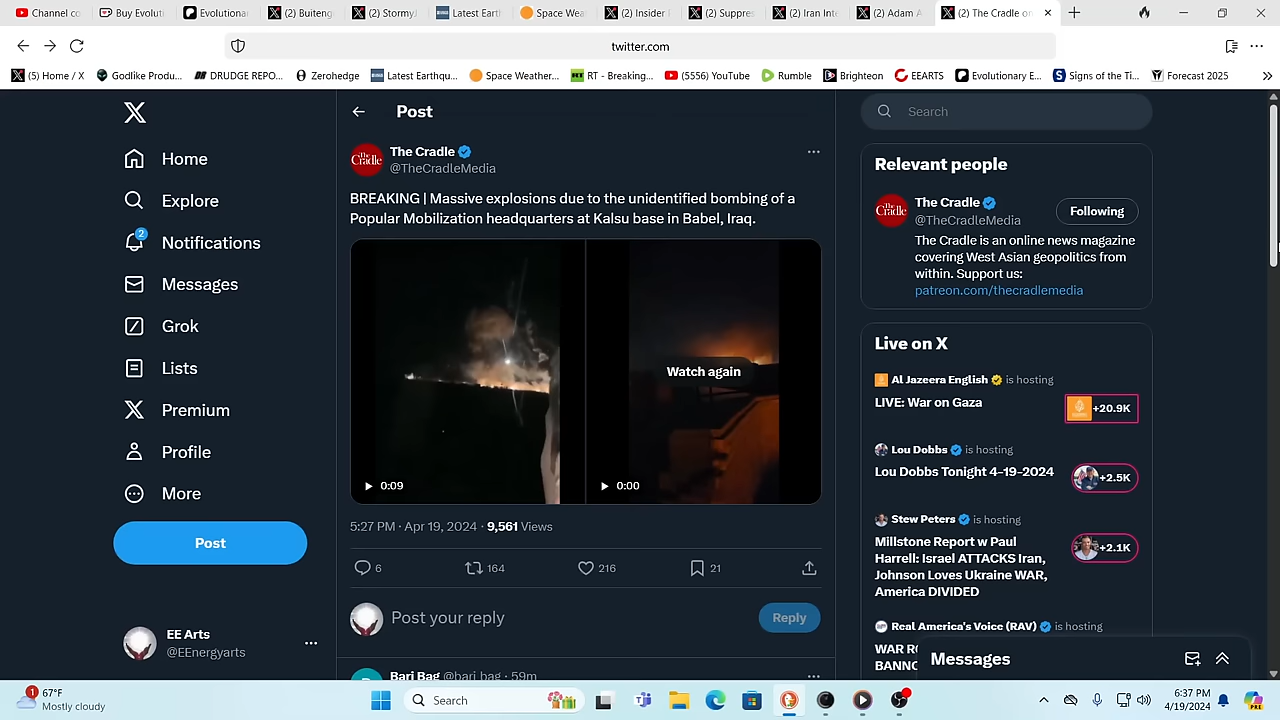 Channel co
Buy Evoluti
Evolutiona
(2) Buiteng
(2) StormyJ
Latest Eart
Space Wea
(2) Insider P
(2) Suppres
(2) Iran Inte
(2) Adam A
(2) The Cradle on
twitter.com
(5) Home / X
Godlike Produ...
DRUDGE REPO...
Zerohedge
Latest Earthqu...
Space Weather...
RT - Breaking...
(5556) YouTube
Rumble
Brighteon
EEARTS
Evolutionary E...
Signs of the Ti...
Forecast 2025
Home
Explore
2
Notifications
Messages
Grok
Lists
Premium
Profile
More
Post
EE Arts
@EEnergyarts
Post
The Cradle
@TheCradleMedia
BREAKING | Massive explosions due to the unidentified bombing of a
Popular Mobilization headquarters at Kalsu base in Babel, Iraq.
0:09
Watch again
0:00
5:27 PM · Apr 19, 2024 · 9,561 Views
6
164
216
21
Post your reply
Reply
Bari Bag @bari_bag · 59m
Search
Relevant people
The Cradle
@TheCradleMedia
Following
The Cradle is an online news magazine
covering West Asian geopolitics from
within. Support us:
patreon.com/thecradlemedia
Live on X
Al Jazeera English is hosting
LIVE: War on Gaza
+20.9K
Lou Dobbs is hosting
Lou Dobbs Tonight 4-19-2024
+2.5K
Stew Peters is hosting
Millstone Report w Paul
Harrell: Israel ATTACKS Iran,
Johnson Loves Ukraine WAR,
America DIVIDED
+2.1K
Real America's Voice (RAV) is hosting
WAR RO
BANNO
Messages
1
67°F
Mostly cloudy
Search
6:37 PM
4/19/2024
PRE